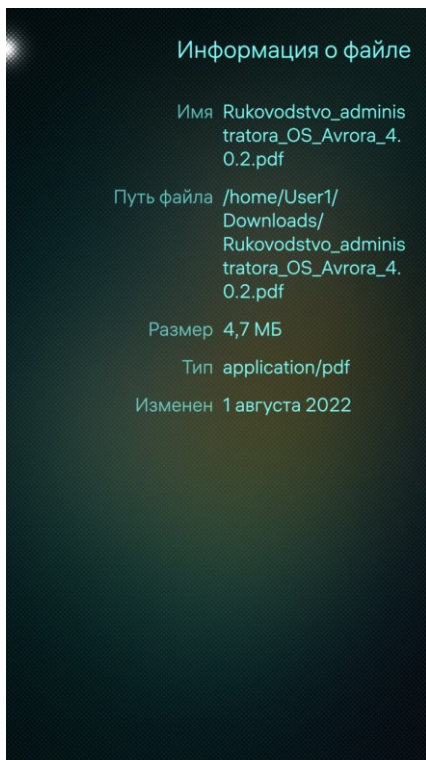 Информация о файле
Имя Rukovodstvo_adminis
tratora_OS_Avrora_4.
0.2.pdf
Путь файла /home/User1/
Downloads/
Rukovodstvo_adminis
tratora_OS_Avrora_4.
0.2.pdf
Размер 4,7 МБ
Тип application/pdf
Изменен 1 августа 2022